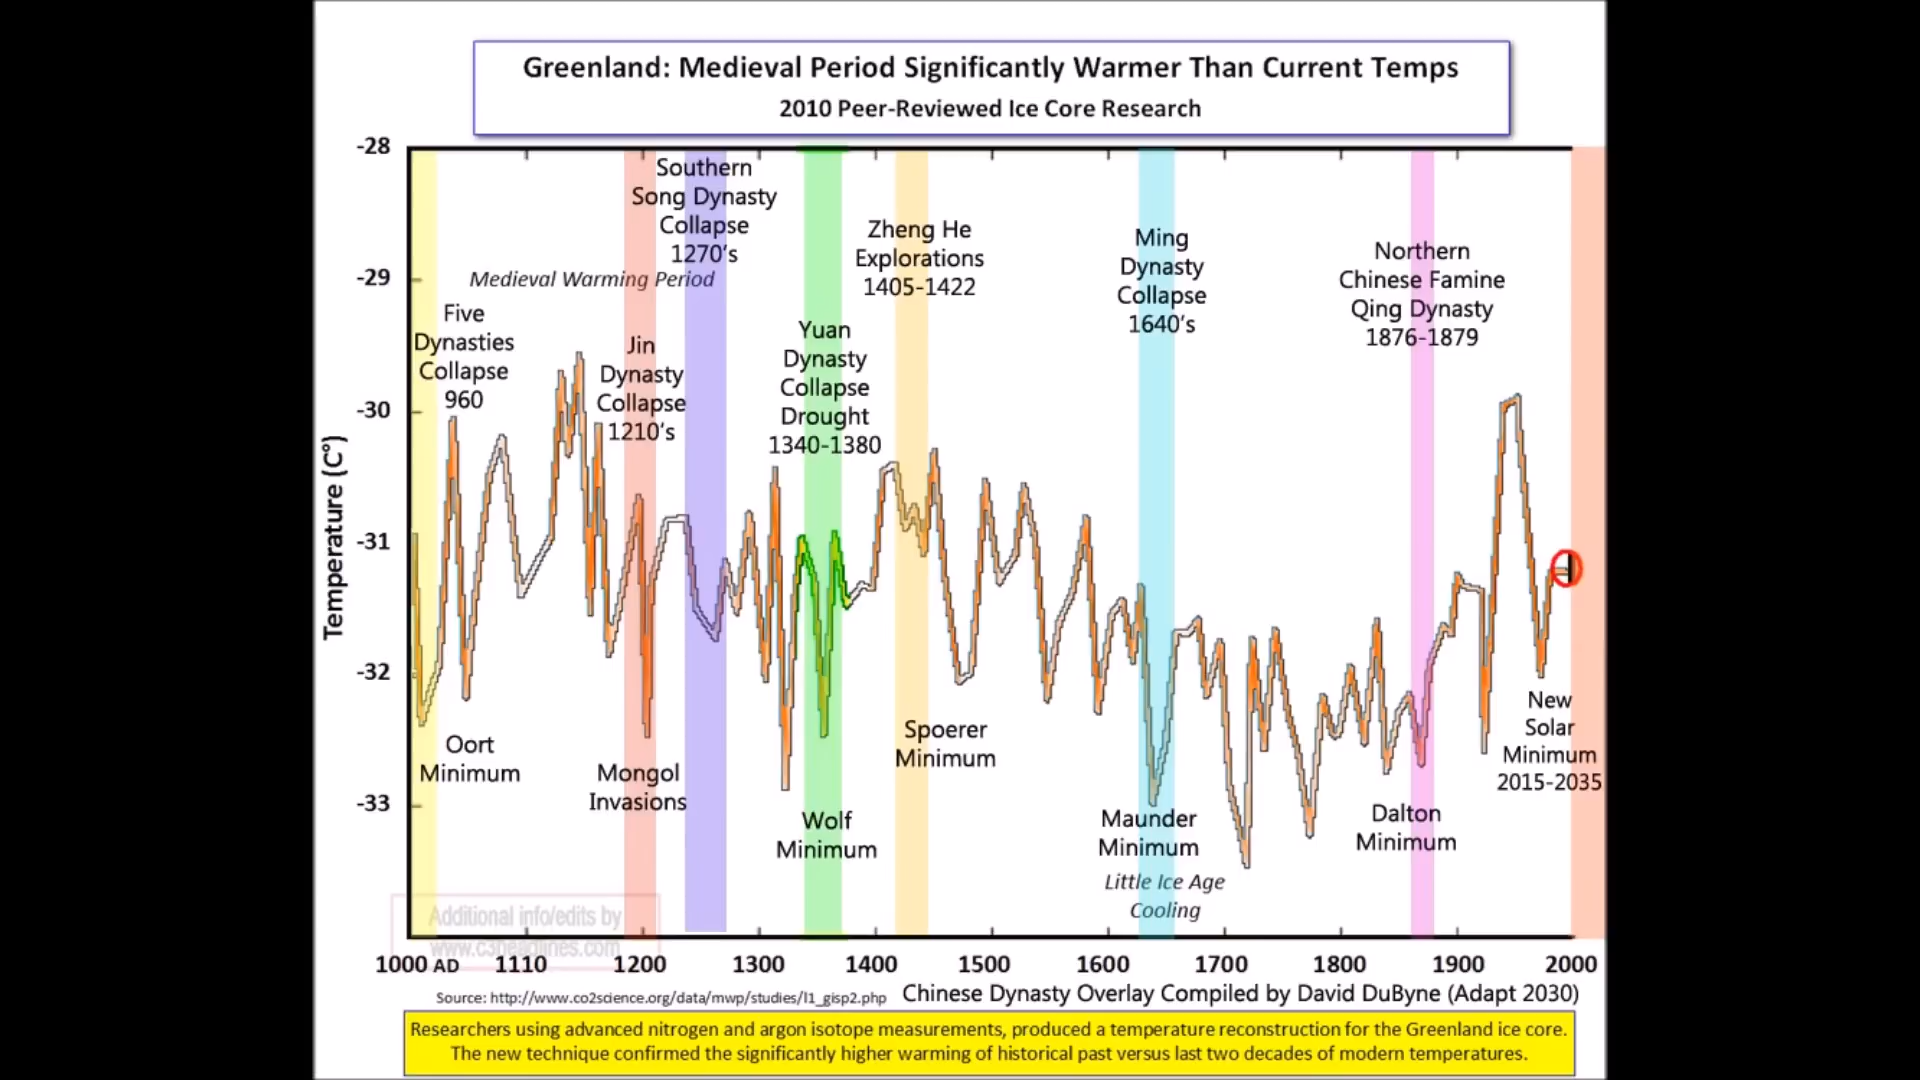 Greenland: Medieval Period Significantly Warmer Than Current Temps
2010 Peer-Reviewed Ice Core Research
-28
-29
-30
-31
-32
-33
Temperature (C°)
Southern
Song Dynasty
Collapse
1270's
Medieval Warming Period
Five
Dynasties
Collapse
960
Jin
Dynasty
Collapse
1210's
Yuan
Dynasty
Collapse
Drought
1340-1380
Zheng He
Explorations
1405-1422
Ming
Dynasty
Collapse
1640's
Northern
Chinese Famine
Qing Dynasty
1876-1879
Oort
Minimum
Mongol
Invasions
Wolf
Minimum
Spoerer
Minimum
Maunder
Minimum
Little Ice Age
Cooling
Dalton
Minimum
New
Solar
Minimum
2015-2035
Additional info/edits by
www.c3headlines.com
1000 AD 1110 1200 1300 1400 1500 1600 1700 1800 1900 2000
Source: http://www.co2science.org/data/mwp/studies/l1_gisp2.php
Chinese Dynasty Overlay Compiled by David DuByne (Adapt 2030)
Researchers using advanced nitrogen and argon isotope measurements, produced a temperature reconstruction for the Greenland ice core.
The new technique confirmed the significantly higher warming of historical past versus last two decades of modern temperatures.